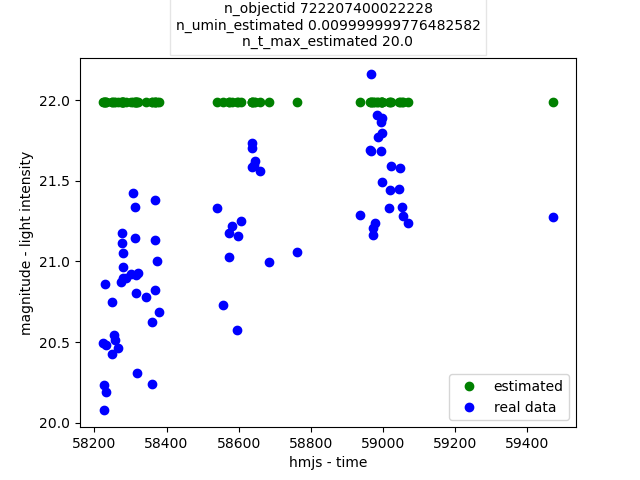 n_objectid 722207400022228
n_umin_estimated 0.009999999776482582
n_t_max_estimated 20.0
magnitude - light intensity
22.0
21.5
21.0
20.5
20.0
estimated
real data
58200 58400 58600 58800 59000 59200 59400
hmjs - time